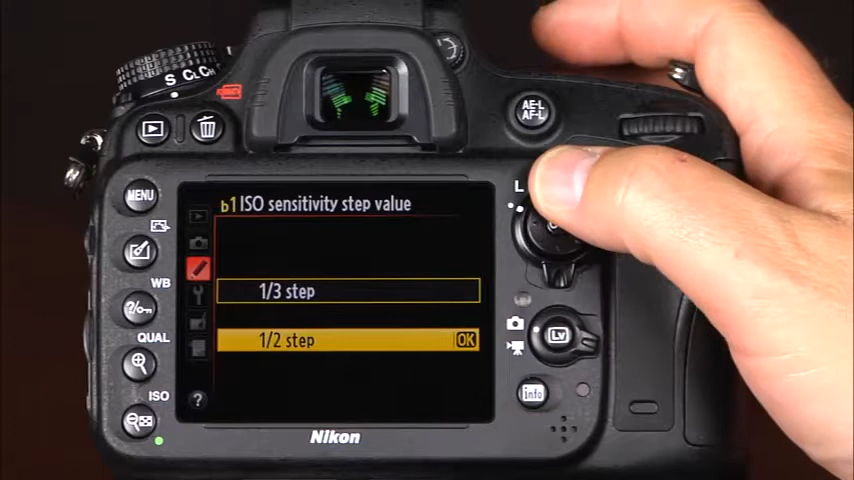 S CL CH
FORMAT
AE-L
AF-L
MENU
L
b1 ISO sensitivity step value
WB
1/3 step
?/
QUAL
1/2 step OK
Lv
ISO
info
?
Nikon